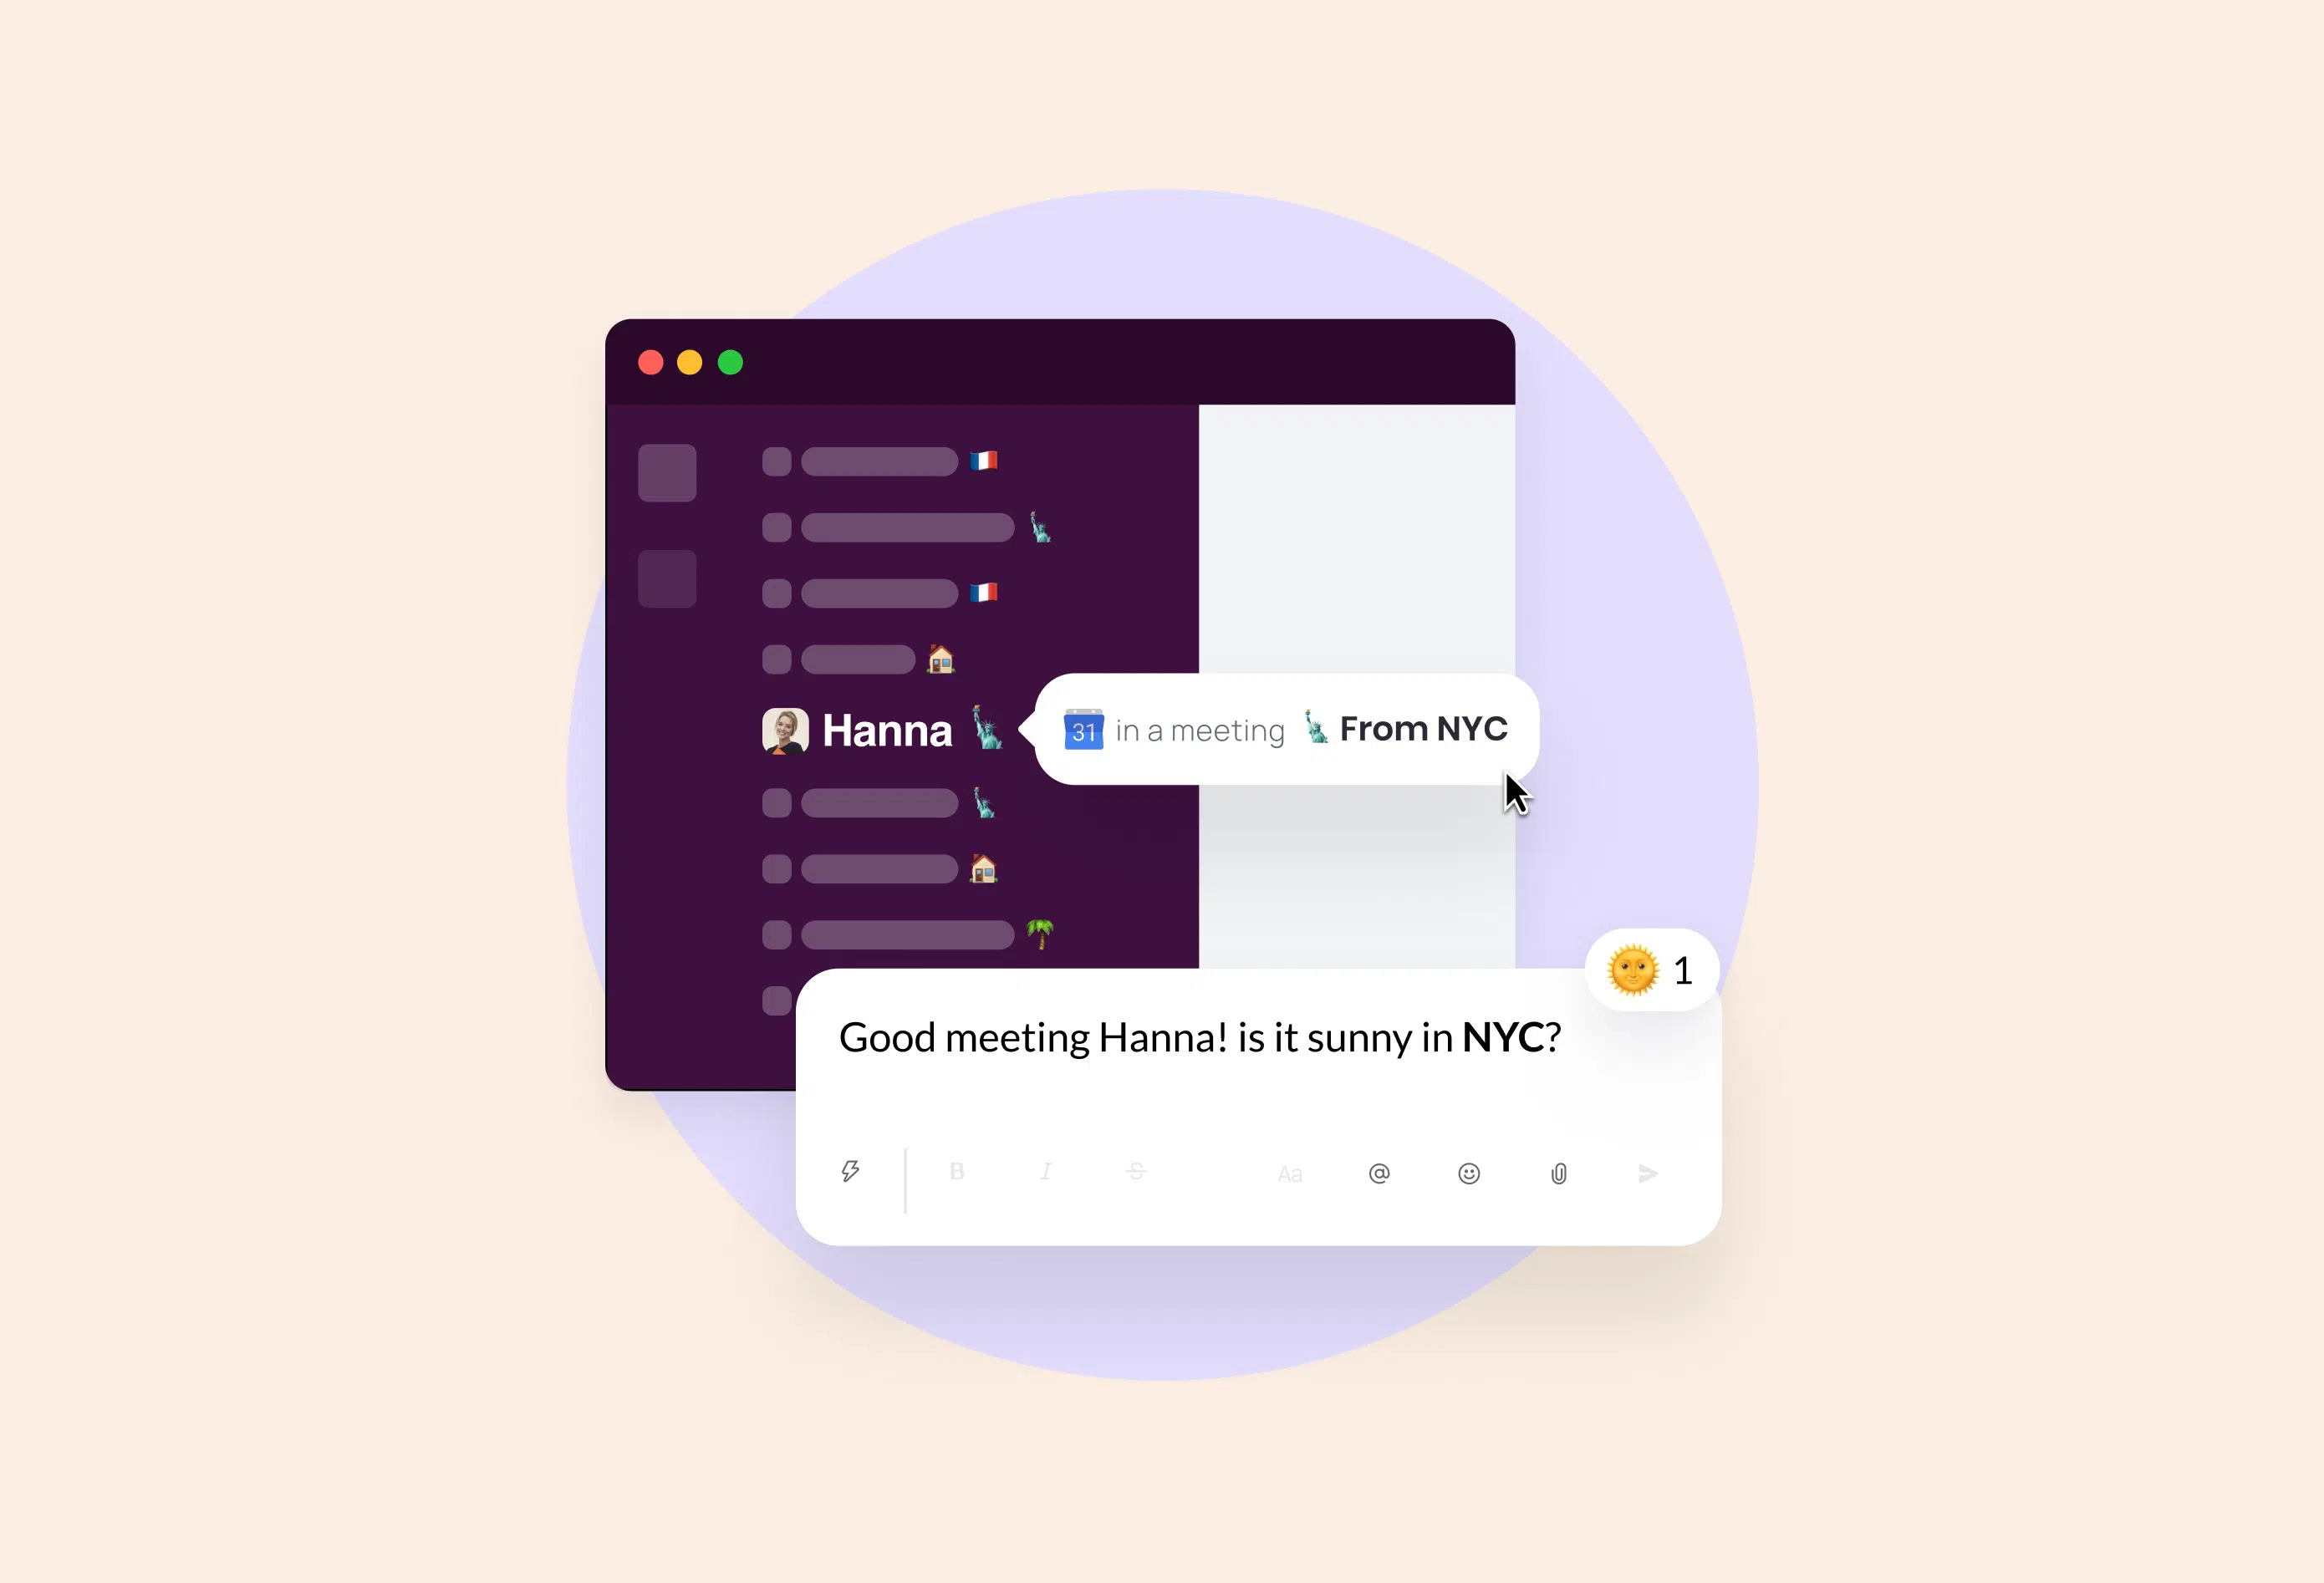 Hanna
31 in a meeting From NYC
1
Good meeting Hanna! is it sunny in NYC?
B I S Aa @